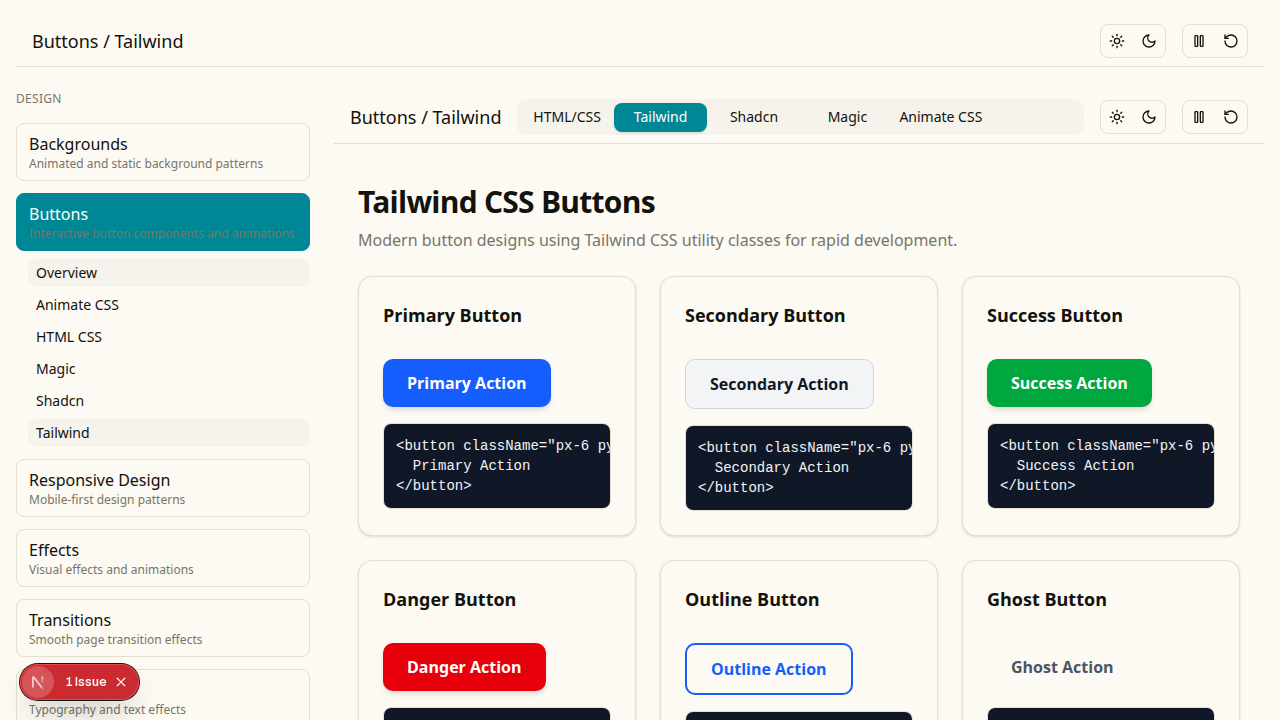 Buttons / Tailwind
DESIGN
Backgrounds
Animated and static background patterns
Buttons
Interactive button components and animations
Overview
Animate CSS
HTML CSS
Magic
Shadcn
Tailwind
Responsive Design
Mobile-first design patterns
Effects
Visual effects and animations
Transitions
Smooth page transition effects
Typography and text effects
1 Issue
Buttons / Tailwind
HTML/CSS
Tailwind
Shadcn
Magic
Animate CSS
Tailwind CSS Buttons
Modern button designs using Tailwind CSS utility classes for rapid development.
Primary Button
Primary Action
<button className="px-6 py
Primary Action
</button>
Secondary Button
Secondary Action
<button className="px-6 py
Secondary Action
</button>
Success Button
Success Action
<button className="px-6 py
Success Action
</button>
Danger Button
Danger Action
Outline Button
Outline Action
Ghost Button
Ghost Action